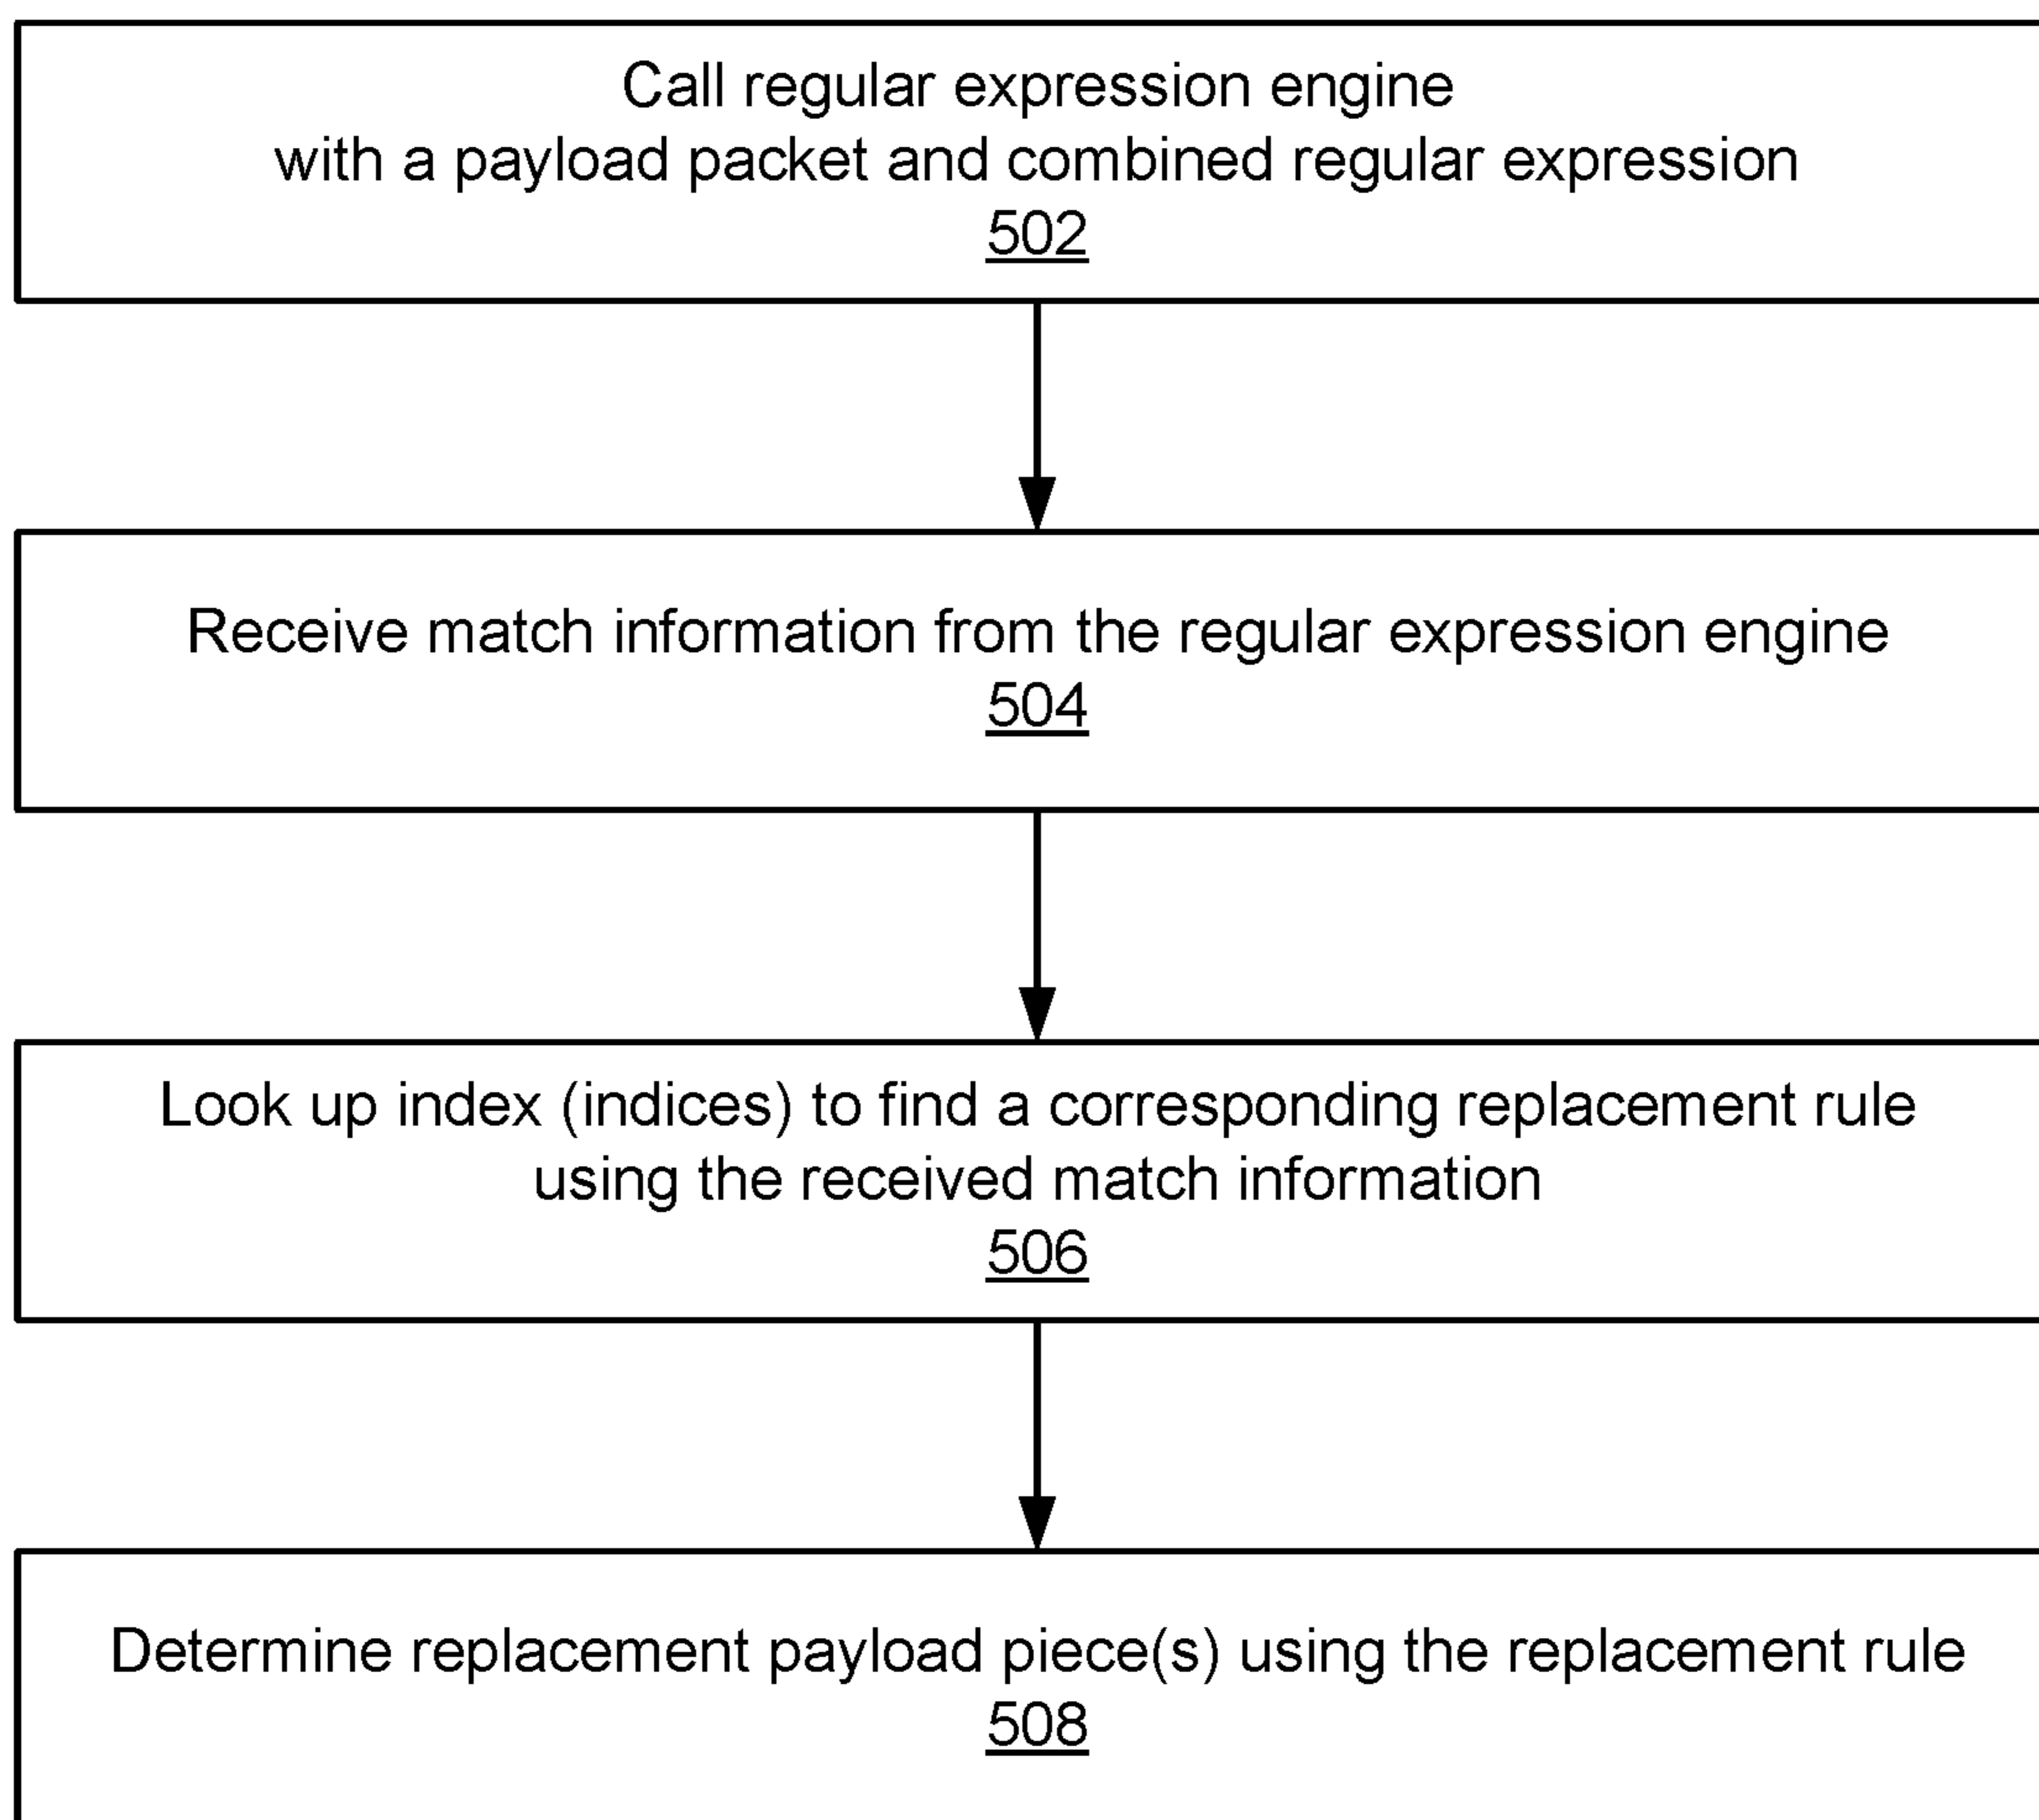 Call regular expression engine
with a payload packet and combined regular expression
502
Receive match information from the regular expression engine
504
Look up index (indices) to find a corresponding replacement rule
using the received match information
506
Determine replacement payload piece(s) using the replacement rule
508